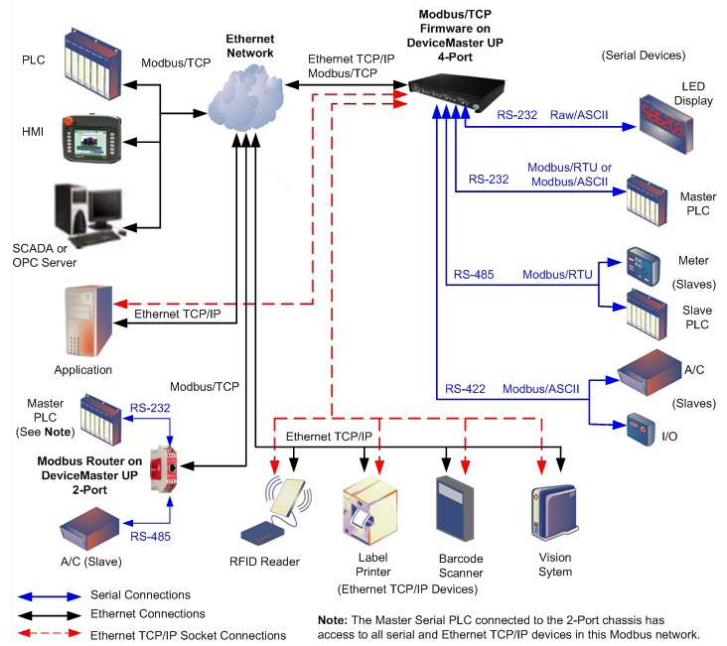 Modbus/TCP
Firmware on
DeviceMaster UP
4-Port
Ethernet
Network
PLC
Modbus/TCP
Ethernet TCP/IP
Modbus/TCP
(Serial Devices)
LED
Display
RS-232 Raw/ASCII
HMI
RS-232
Modbus/RTU or
Modbus/ASCII
Master
PLC
SCADA or
OPC Server
RS-485 Modbus/RTU
Meter
(Slaves)
Slave
PLC
Ethernet TCP/IP
Application
Modbus/TCP
RS-422 Modbus/ASCII
A/C
(Slaves)
I/O
Master
PLC
(See Note)
RS-232
Ethernet TCP/IP
Modbus Router on
DeviceMaster UP
2-Port
RS-485
A/C (Slave)
RFID Reader
Label
Printer
Barcode
Scanner
Vision
Sytem
(Ethernet TCP/IP Devices)
Serial Connections
Ethernet Connections
Ethernet TCP/IP Socket Connections
Note: The Master Serial PLC connected to the 2-Port chassis has
access to all serial and Ethernet TCP/IP devices in this Modbus network.